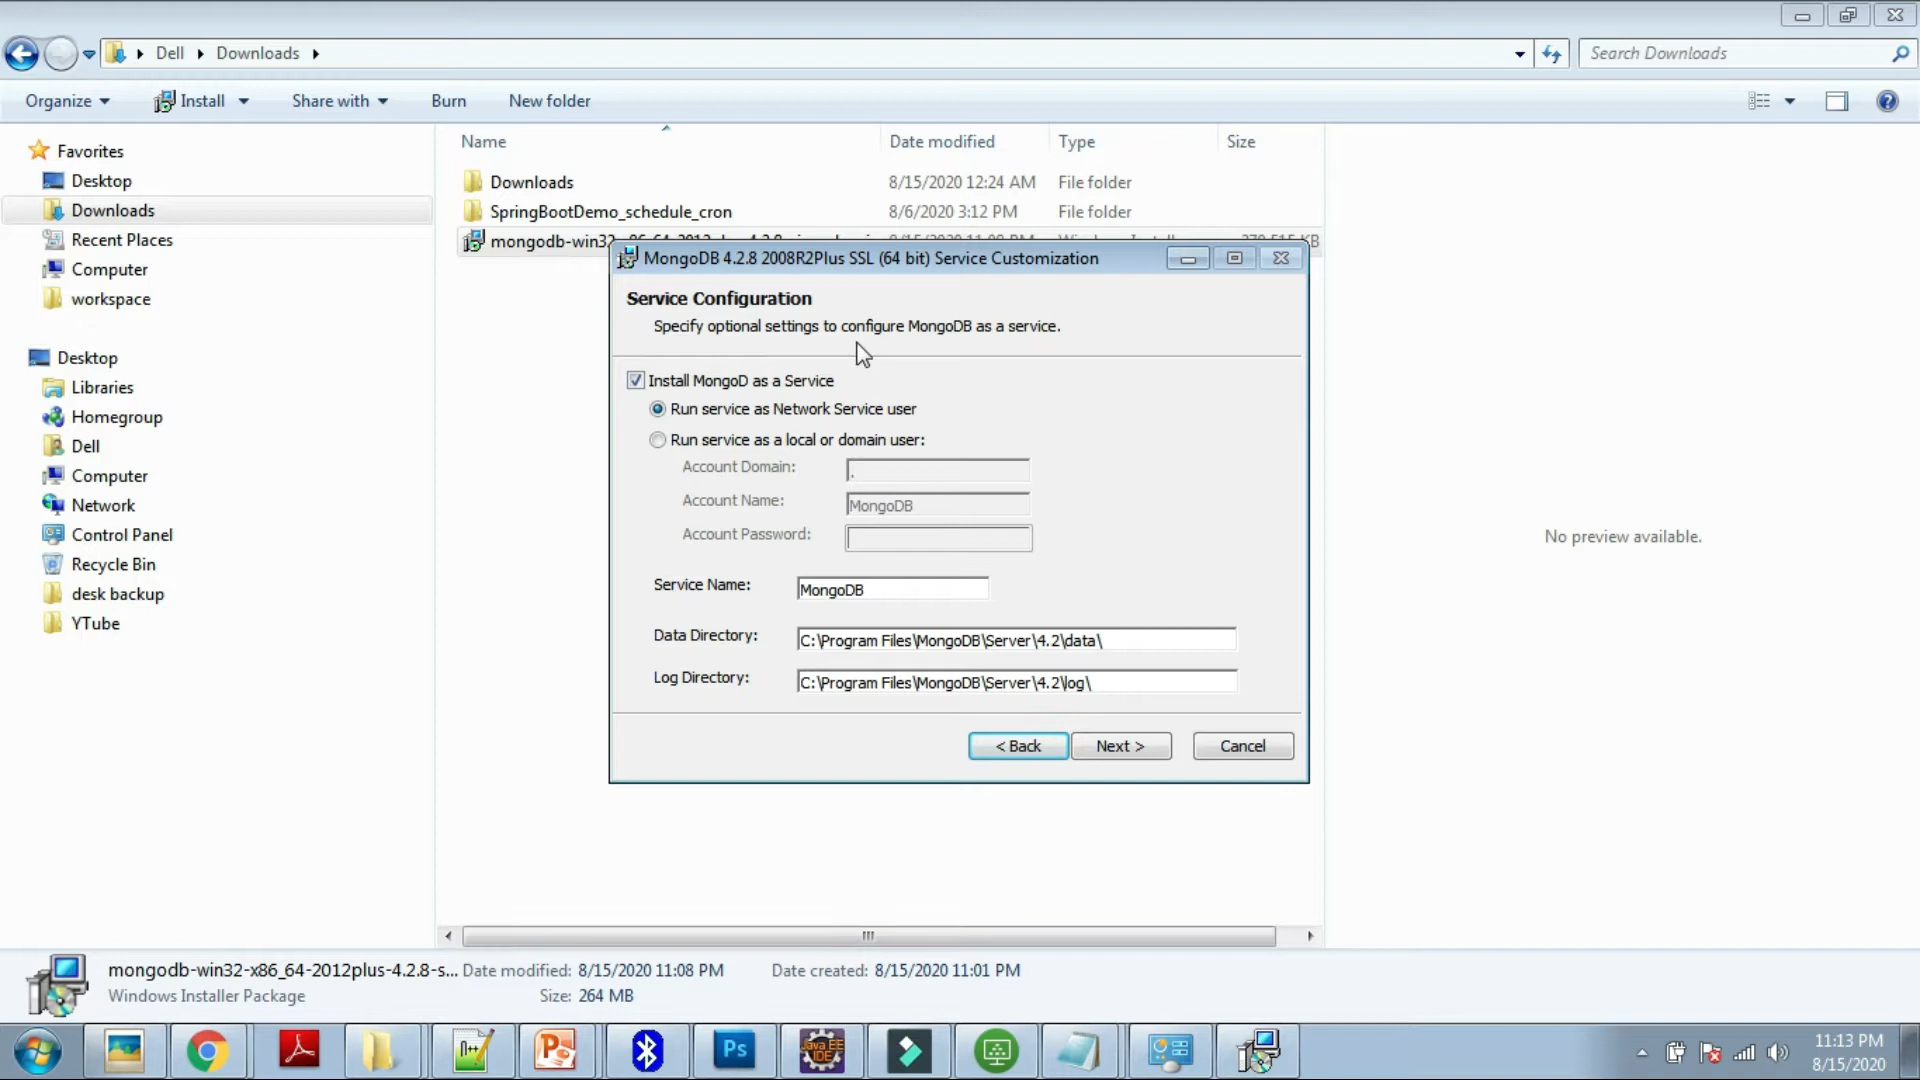 Dell
Downloads
Search Downloads
Organize
Install
Share with
Burn
New folder
Favorites
Desktop
Downloads
Recent Places
Computer
workspace
Desktop
Libraries
Homegroup
Dell
Computer
Network
Control Panel
Recycle Bin
desk backup
YTube
Name Date modified Type Size
Downloads 8/15/2020 12:24 AM File folder
SpringBootDemo_schedule_cron 8/6/2020 3:12 PM File folder
mongodb-win32
MongoDB 4.2.8 2008R2Plus SSL (64 bit) Service Customization
Service Configuration
Specify optional settings to configure MongoDB as a service.
Install MongoD as a Service
Run service as Network Service user
Run service as a local or domain user:
Account Domain: .
Account Name: MongoDB
Account Password:
Service Name: MongoDB
Data Directory: C:\Program Files\MongoDB\Server\4.2\data\
Log Directory: C:\Program Files\MongoDB\Server\4.2\log\
< Back
Next >
Cancel
No preview available.
mongodb-win32-x86_64-2012plus-4.2.8-s... Date modified: 8/15/2020 11:08 PM Date created: 8/15/2020 11:01 PM
Windows Installer Package Size: 264 MB
Ps
Java EE
IDE
11:13 PM
8/15/2020